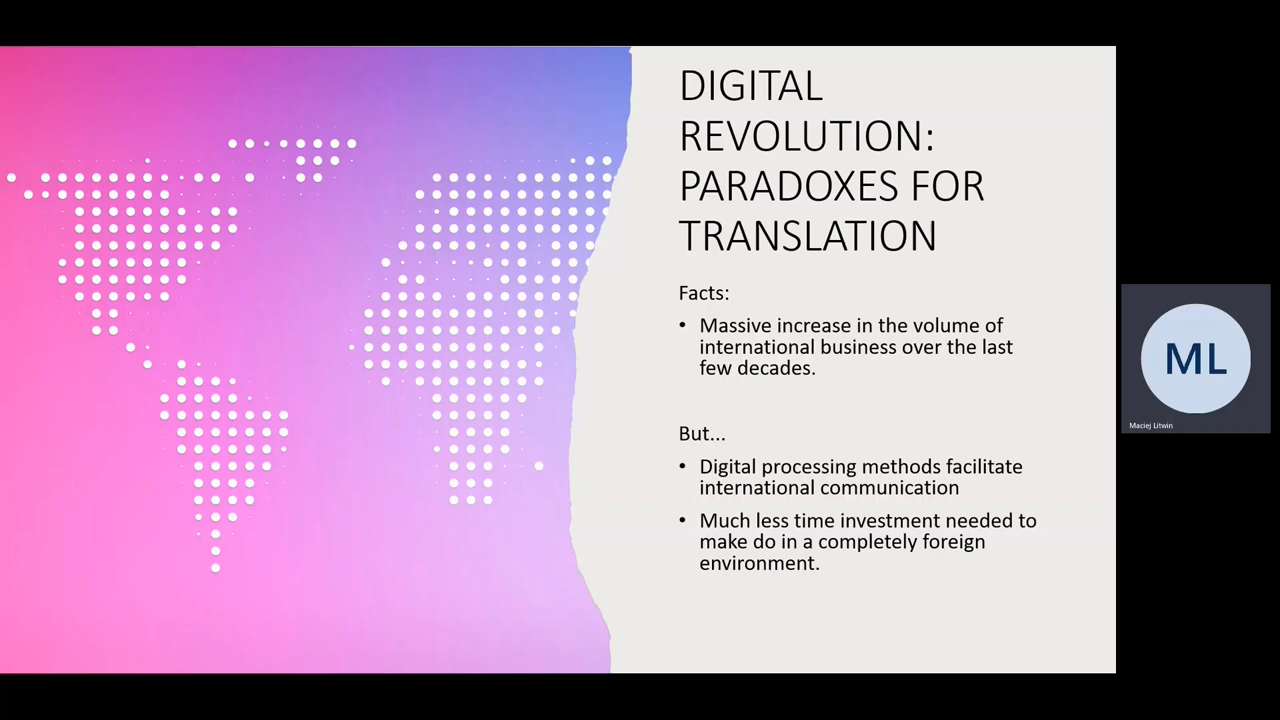 DIGITAL
REVOLUTION:
PARADOXES FOR
TRANSLATION
Facts:
• Massive increase in the volume of
international business over the last
few decades.
But...
• Digital processing methods facilitate
international communication
• Much less time investment needed to
make do in a completely foreign
environment.
ML
Maciej Litwin